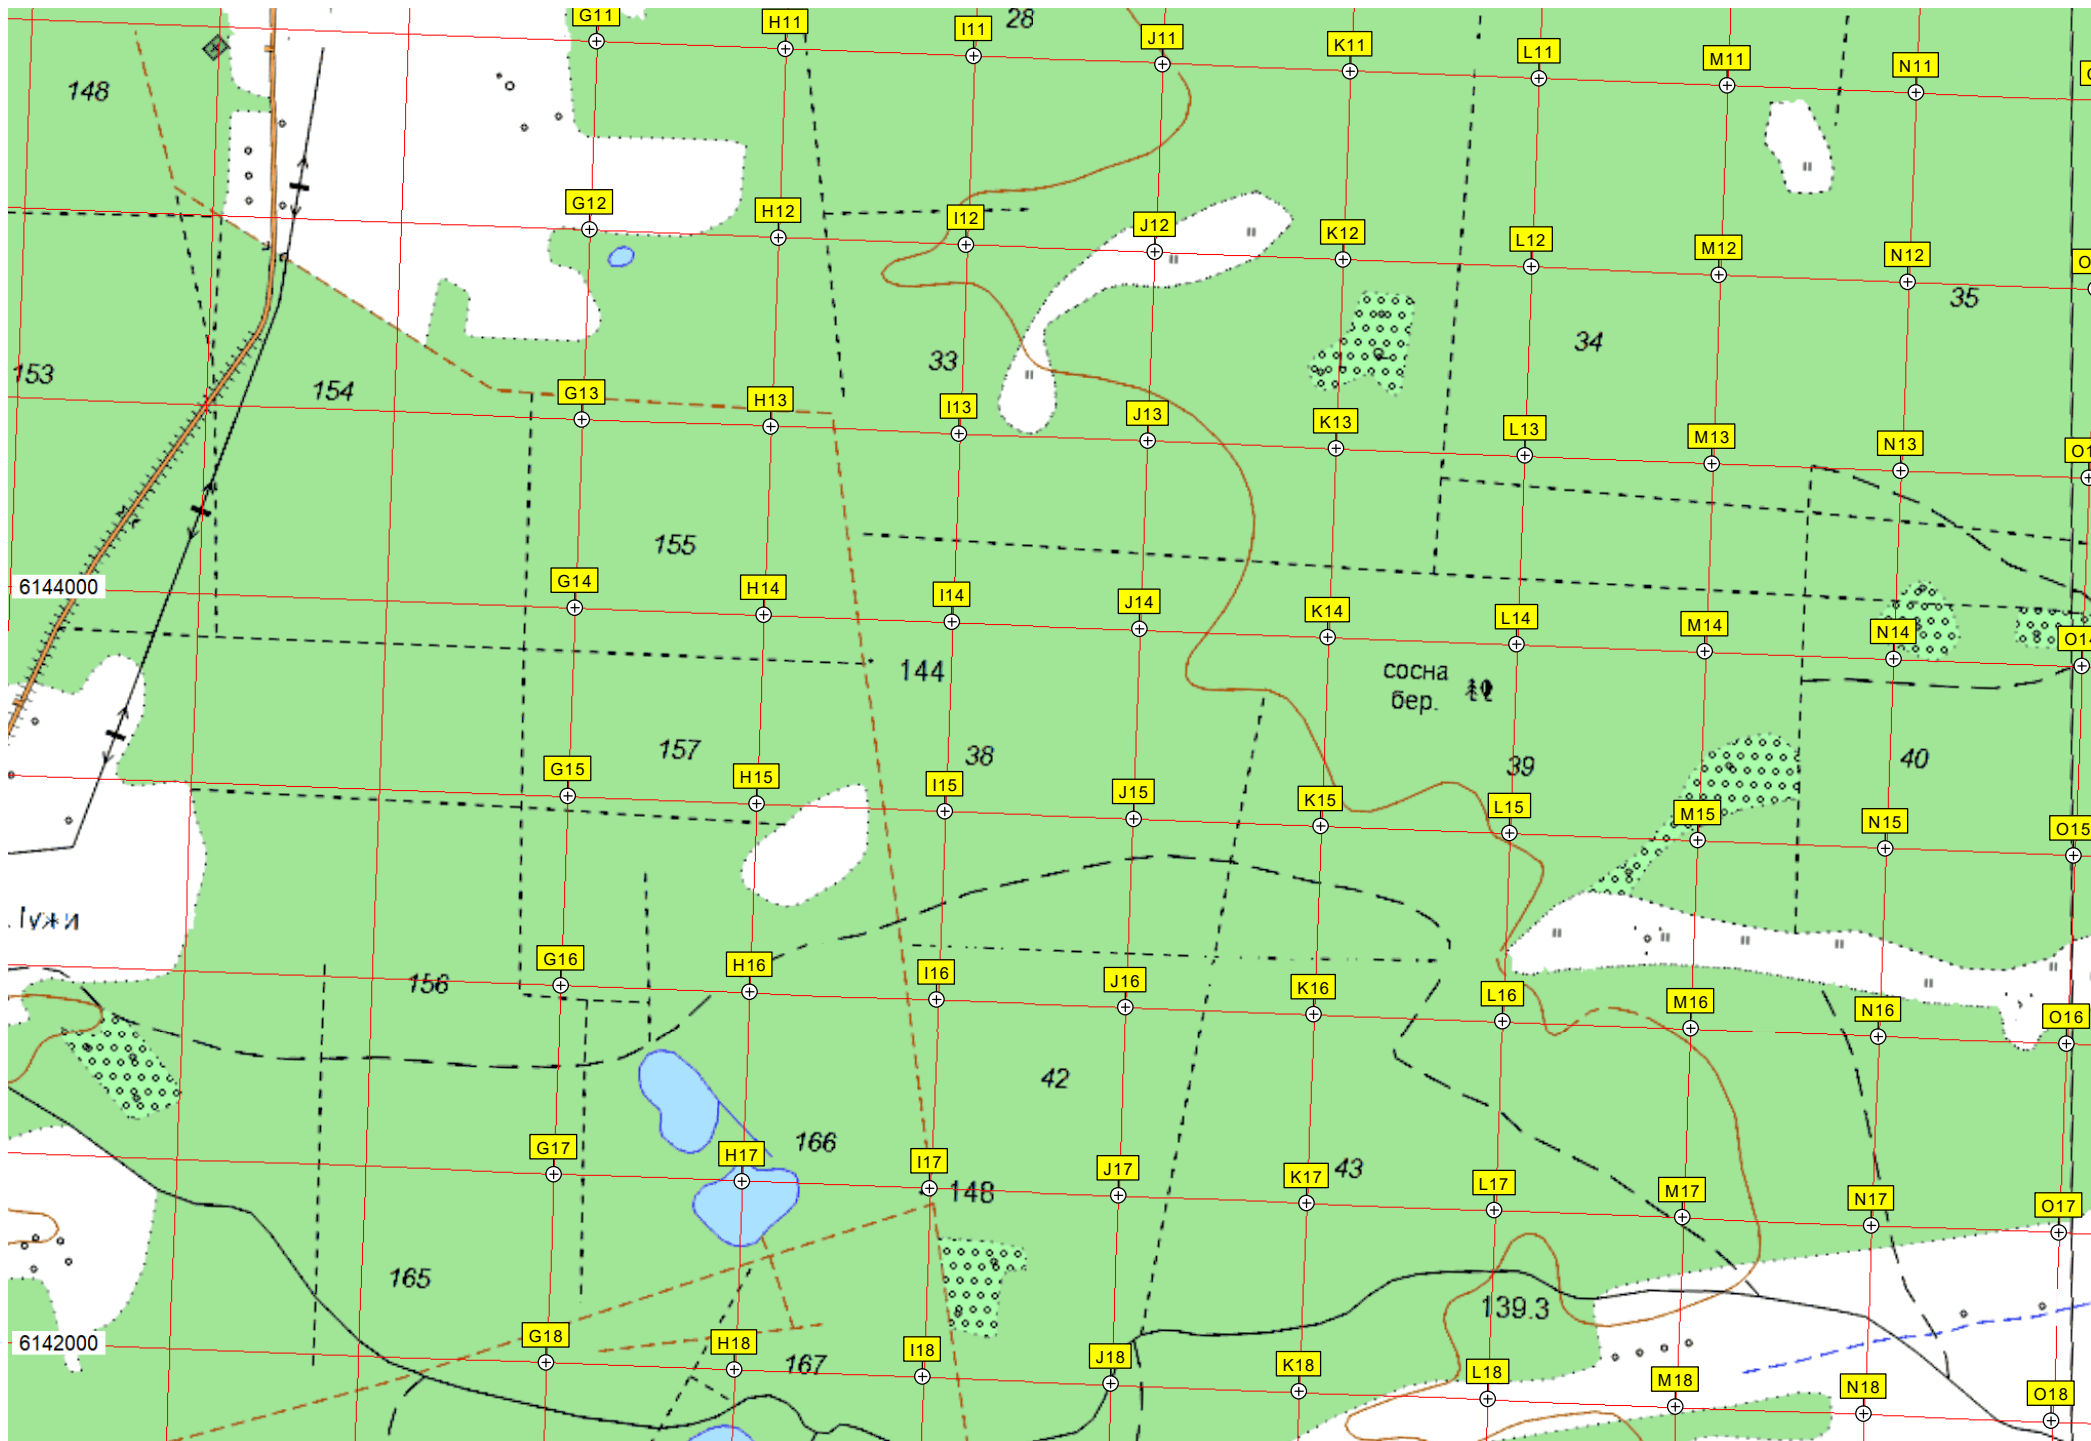 G11 H11 I11 28 J11 K11 L11 M11 N11
148
G12 H12 I12 J12 K12 L12 M12 N12
35
34
33
153 154 G13 H13 I13 J13 K13 L13 M13 N13
155
6144000 G14 H14 I14 J14 K14 L14 M14 N14 O14
144 сосна
бер.
157 38 39 40
G15 H15 I15 J15 K15 L15 M15 N15 O15
156 G16 H16 I16 J16 K16 L16 M16 N16 O16
42
166
G17 H17 I17 148 J17 K17 43 L17 M17 N17 O17
165
139.3
6142000 G18 H18 167 I18 J18 K18 L18 M18 N18 O18